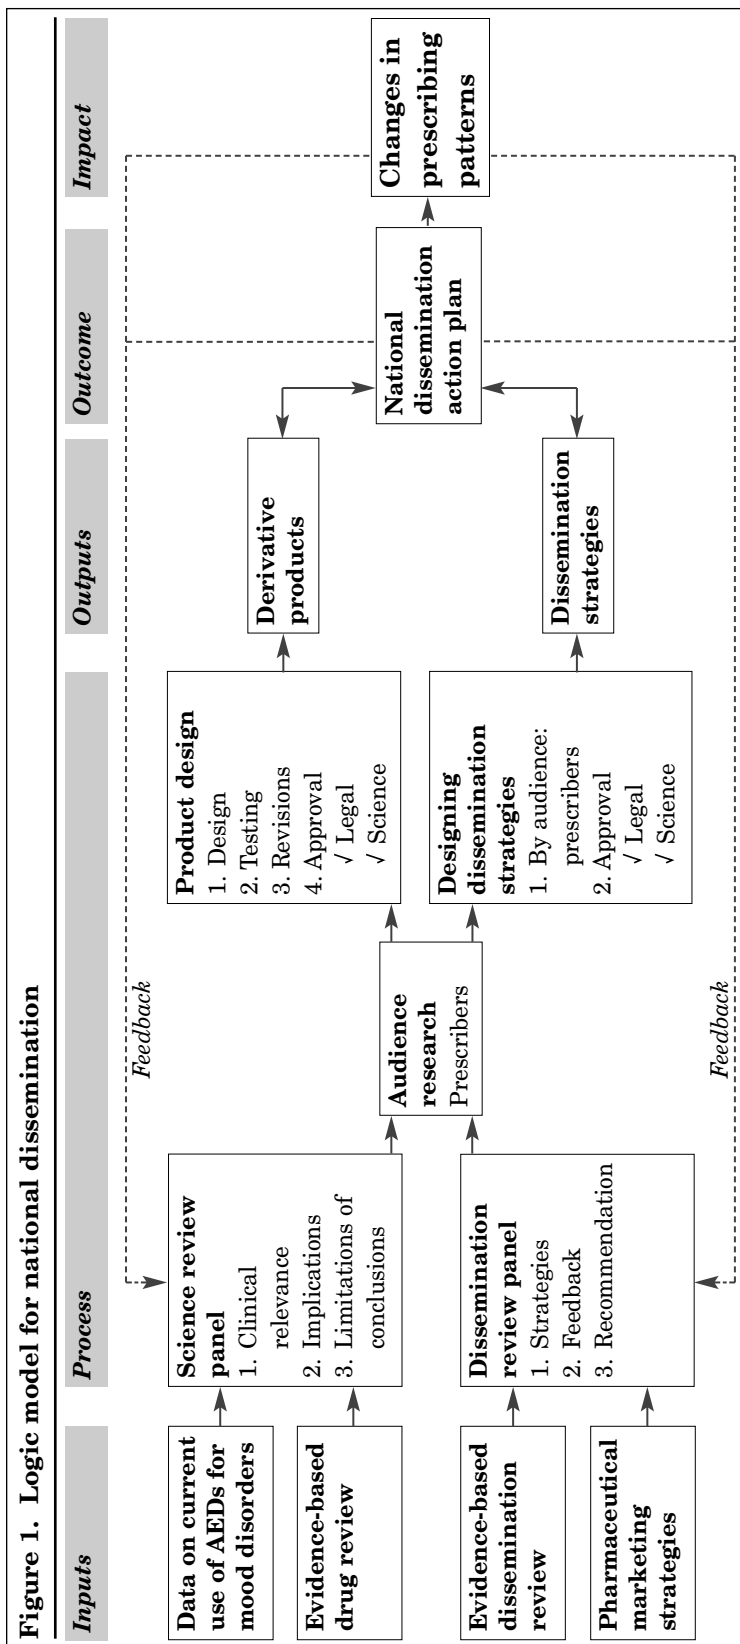 Figure 1. Logic model for national dissemination
Inputs
Process
Outputs
Outcome
Impact
Data on current
use of AEDs for
mood disorders
Evidence-based
drug review
Evidence-based
dissemination
review
Pharmaceutical
marketing
strategies
Science review
panel
1. Clinical
relevance
2. Implications
3. Limitations of
conclusions
Dissemination
review panel
1. Strategies
2. Feedback
3. Recommendation
Feedback
Audience
research
Prescribers
Feedback
Product design
1. Design
2. Testing
3. Revisions
4. Approval
√ Legal
√ Science
Designing
dissemination
strategies
1. By audience:
prescribers
2. Approval
√ Legal
√ Science
Derivative
products
Dissemination
strategies
National
dissemination
action plan
Changes in
prescribing
patterns